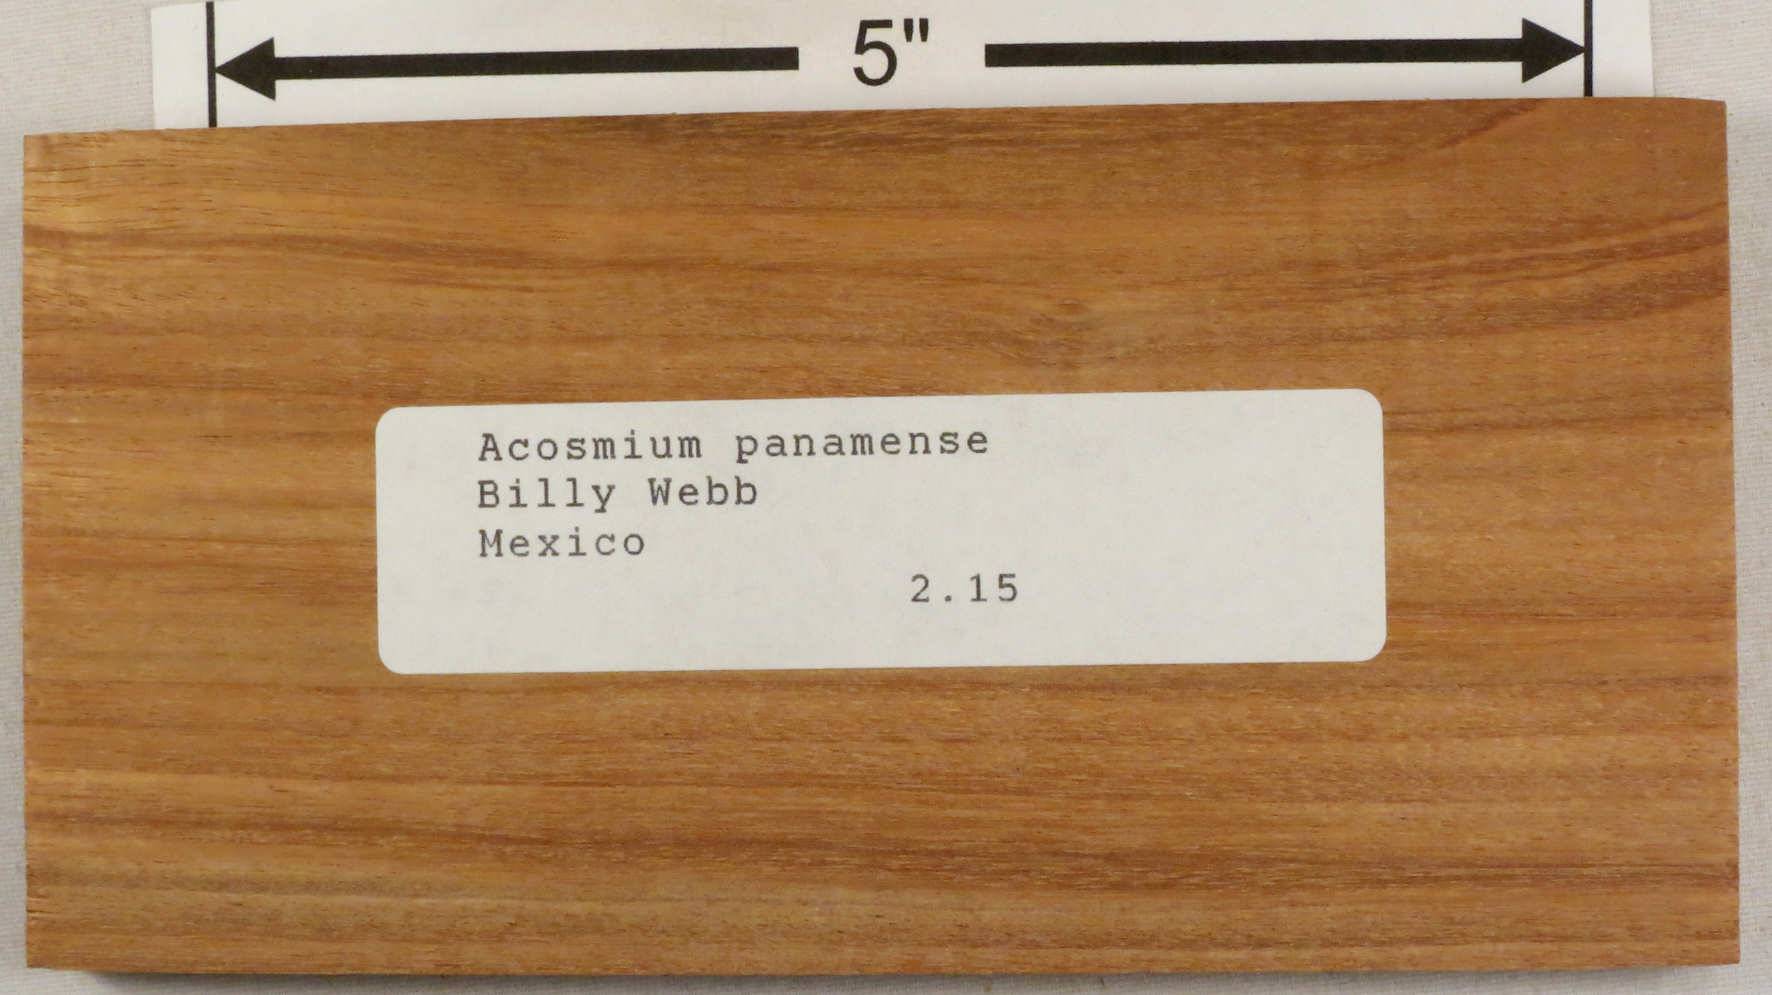 5"
Acosmium panamense
Billy Webb
Mexico
2.15